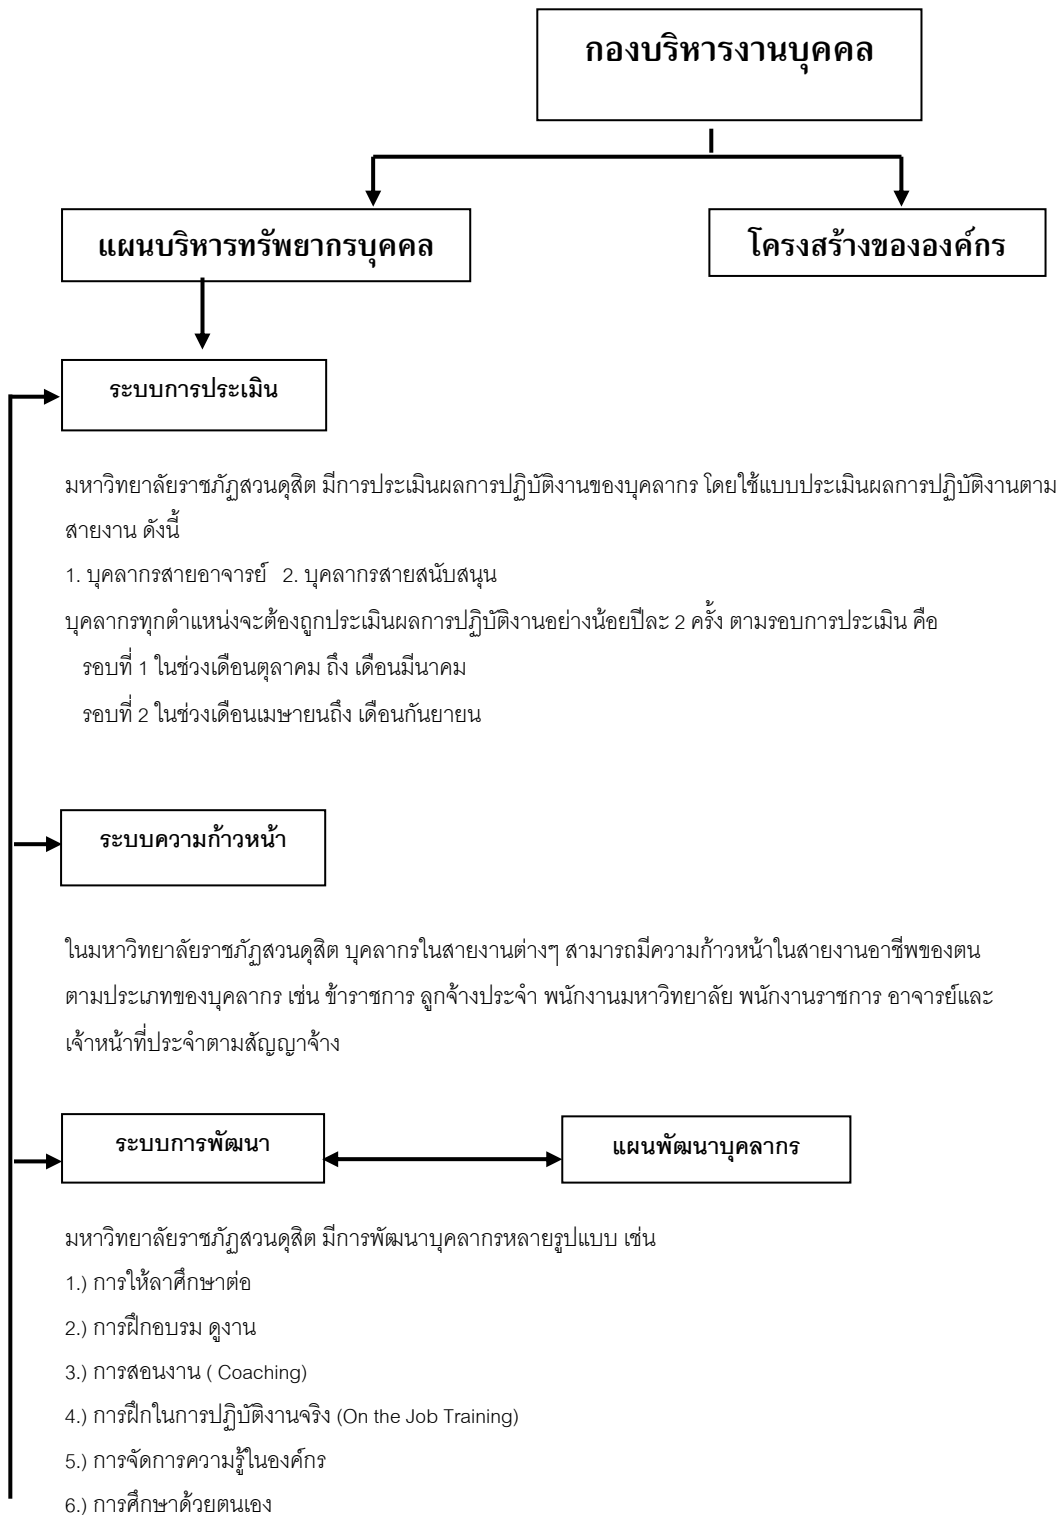 กองบริหารงานบุคคล
แผนบริหารทรัพยากรบุคคล
โครงสร้างขององค์กร
ระบบการประเมิน
มหาวิทยาลัยราชภัฏสวนดุสิต มีการประเมินผลการปฏิบัติงานของบุคลากร โดยใช้แบบประเมินผลการปฏิบัติงานตาม
สายงาน ดังนี้
1. บุคลากรสายอาจารย์ 2. บุคลากรสายสนับสนุน
บุคลากรทุกตำแหน่งจะต้องถูกประเมินผลการปฏิบัติงานอย่างน้อยปีละ 2 ครั้ง ตามรอบการประเมิน คือ
รอบที่ 1 ในช่วงเดือนตุลาคม ถึง เดือนมีนาคม
รอบที่ 2 ในช่วงเดือนเมษายนถึง เดือนกันยายน
ระบบความก้าวหน้า
ในมหาวิทยาลัยราชภัฏสวนดุสิต บุคลากรในสายงานต่างๆ สามารถมีความก้าวหน้าในสายงานอาชีพของตน
ตามประเภทของบุคลากร เช่น ข้าราชการ ลูกจ้างประจำ พนักงานมหาวิทยาลัย พนักงานราชการ อาจารย์และ
เจ้าหน้าที่ประจำตามสัญญาจ้าง
ระบบการพัฒนา
แผนพัฒนาบุคลากร
มหาวิทยาลัยราชภัฏสวนดุสิต มีการพัฒนาบุคลากรหลายรูปแบบ เช่น
1.) การให้ลาศึกษาต่อ
2.) การฝึกอบรม ดูงาน
3.) การสอนงาน ( Coaching)
4.) การฝึกในการปฏิบัติงานจริง (On the Job Training)
5.) การจัดการความรู้ในองค์กร
6.) การศึกษาด้วยตนเอง